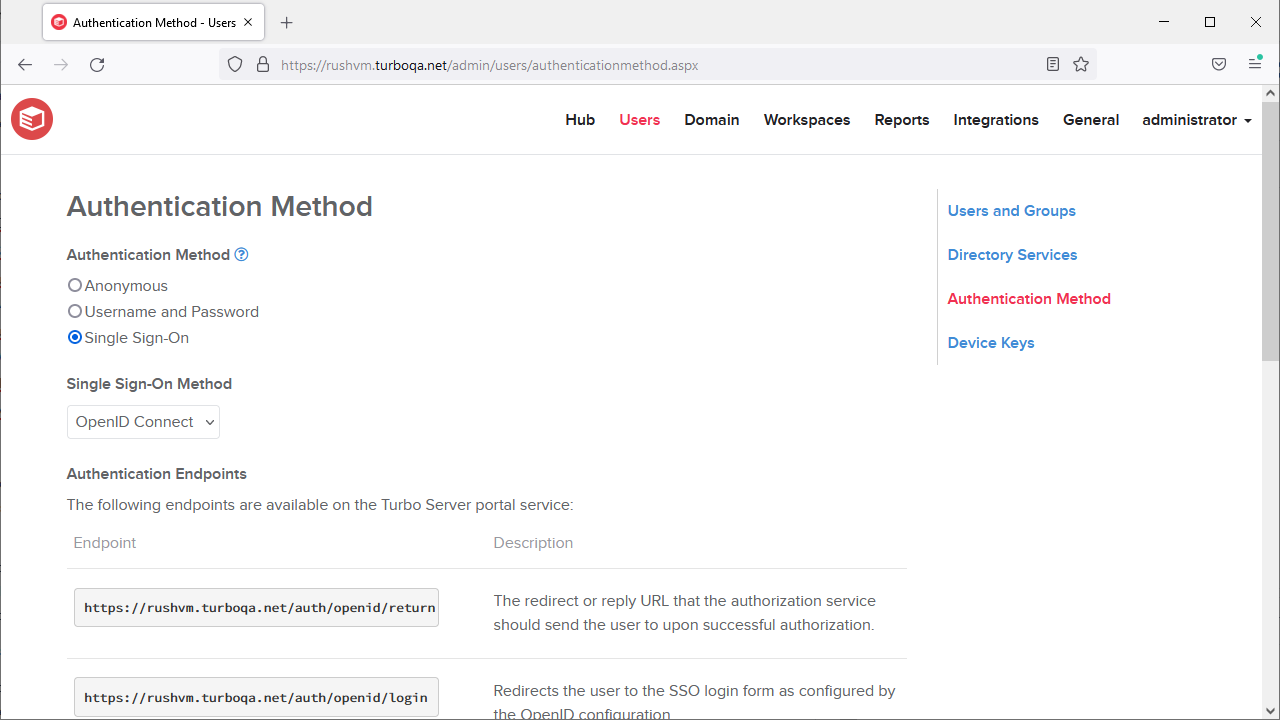 Authentication Method - Users
https://rushvm.turboqa.net/admin/users/authenticationmethod.aspx
Hub Users Domain Workspaces Reports Integrations General administrator
Authentication Method
Authentication Method
Anonymous
Username and Password
Single Sign-On
Single Sign-On Method
OpenID Connect
Authentication Endpoints
The following endpoints are available on the Turbo Server portal service:
Endpoint Description
https://rushvm.turboqa.net/auth/openid/return
The redirect or reply URL that the authorization service
should send the user to upon successful authorization.
https://rushvm.turboqa.net/auth/openid/login
Redirects the user to the SSO login form as configured by
the OpenID configuration
Users and Groups
Directory Services
Authentication Method
Device Keys